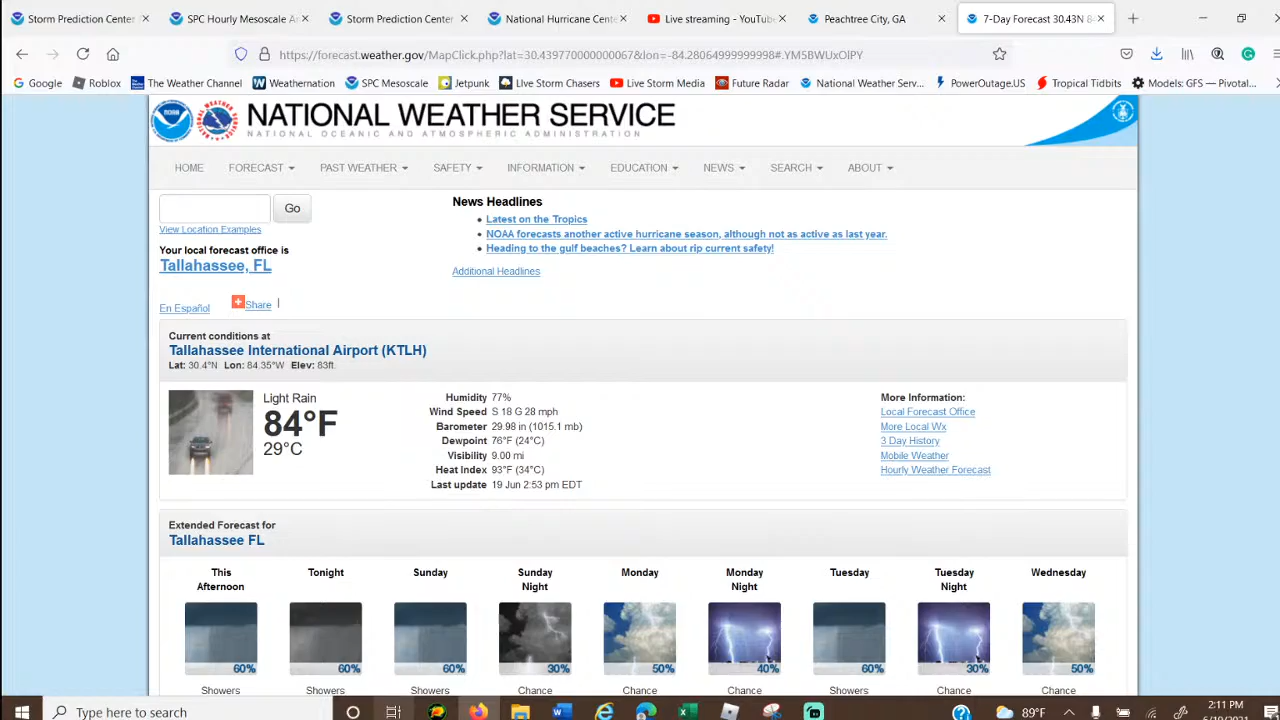 Storm Prediction Center
SPC Hourly Mesoscale An
Storm Prediction Center
National Hurricane Cente
Live streaming - YouTub
Peachtree City, GA
7-Day Forecast 30.43N 8
https://forecast.weather.gov/MapClick.php?lat=30.439770000000067&lon=-84.28064999999998#.YM5BWUxOlPY
Google
Roblox
The Weather Channel
Weathernation
SPC Mesoscale
Jetpunk
Live Storm Chasers
Live Storm Media
Future Radar
National Weather Serv...
PowerOutage.US
Tropical Tidbits
Models: GFS — Pivotal...
NATIONAL WEATHER SERVICE
NATIONAL OCEANIC AND ATMOSPHERIC ADMINISTRATION
HOME FORECAST PAST WEATHER SAFETY INFORMATION EDUCATION NEWS SEARCH ABOUT
Go
View Location Examples
Your local forecast office is
Tallahassee, FL
En Español
Share |
News Headlines
Latest on the Tropics
NOAA forecasts another active hurricane season, although not as active as last year.
Heading to the gulf beaches? Learn about rip current safety!
Additional Headlines
Current conditions at
Tallahassee International Airport (KTLH)
Lat: 30.4°N Lon: 84.35°W Elev: 83ft.
Light Rain
84°F
29°C
Humidity 77%
Wind Speed S 18 G 28 mph
Barometer 29.98 in (1015.1 mb)
Dewpoint 76°F (24°C)
Visibility 9.00 mi
Heat Index 93°F (34°C)
Last update 19 Jun 2:53 pm EDT
More Information:
Local Forecast Office
More Local Wx
3 Day History
Mobile Weather
Hourly Weather Forecast
Extended Forecast for
Tallahassee FL
This Afternoon
Tonight
Sunday
Sunday Night
Monday
Monday Night
Tuesday
Tuesday Night
Wednesday
60% 60% 60% 30% 50% 40% 60% 30% 50%
Showers Showers Showers Chance Chance Chance Showers Chance Chance
Type here to search
89°F
2:11 PM